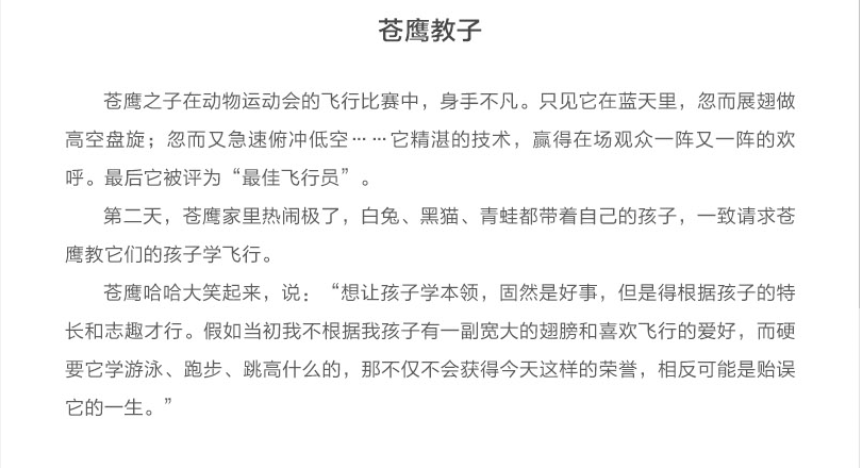 苍鹰教子
苍鹰之子在动物运动会的飞行比赛中，身手不凡。只见它在蓝天里，忽而展翅做
高空盘旋；忽而又急速俯冲低空……它精湛的技术，赢得在场观众一阵又一阵的欢
呼。最后它被评为“最佳飞行员”。
第二天，苍鹰家里热闹极了，白兔、黑猫、青蛙都带着自己的孩子，一致请求苍
鹰教它们的孩子学飞行。
苍鹰哈哈大笑起来，说：“想让孩子学本领，固然是好事，但是得根据孩子的特
长和志趣才行。假如当初我不根据我孩子有一副宽大的翅膀和喜欢飞行的爱好，而硬
要它学游泳、跑步、跳高什么的，那不仅不会获得今天这样的荣誉，相反可能是贻误
它的一生。”